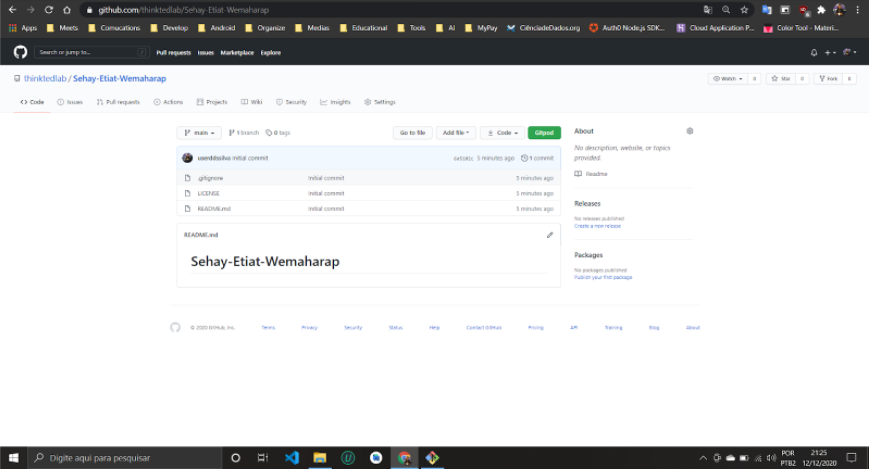 github.com/thinktedlab/Sehay-Etiat-Wemaharap
Apps Meets Comucations Develop Android Organize Medias Educational Tools AI MyPay CiênciadeDados.org Auth0 Node.js SDK... Cloud Application P... Color Tool - Materi...
Search or jump to... / Pull requests Issues Marketplace Explore
thinktedlab / Sehay-Etiat-Wemaharap Watch 0 Star 0 Fork 0
Code Issues Pull requests Actions Projects Wiki Security Insights Settings
main 1 branch 0 tags Go to file Add file Code Gitpod About
No description, website, or topics
provided.
Initial commit 3 minutes ago 1 commit
Readme
.gitignore Initial commit 3 minutes ago
LICENSE Initial commit 3 minutes ago
README.md Initial commit 3 minutes ago
Releases
No releases published
Create a new release
README.md
Sehay-Etiat-Wemaharap
Packages
No packages published
Publish your first package
© 2020 GitHub, Inc. Terms Privacy Security Status Help Contact GitHub Pricing API Training Blog About
Digite aqui para pesquisar
POR 21:25
PTB2 12/12/2020